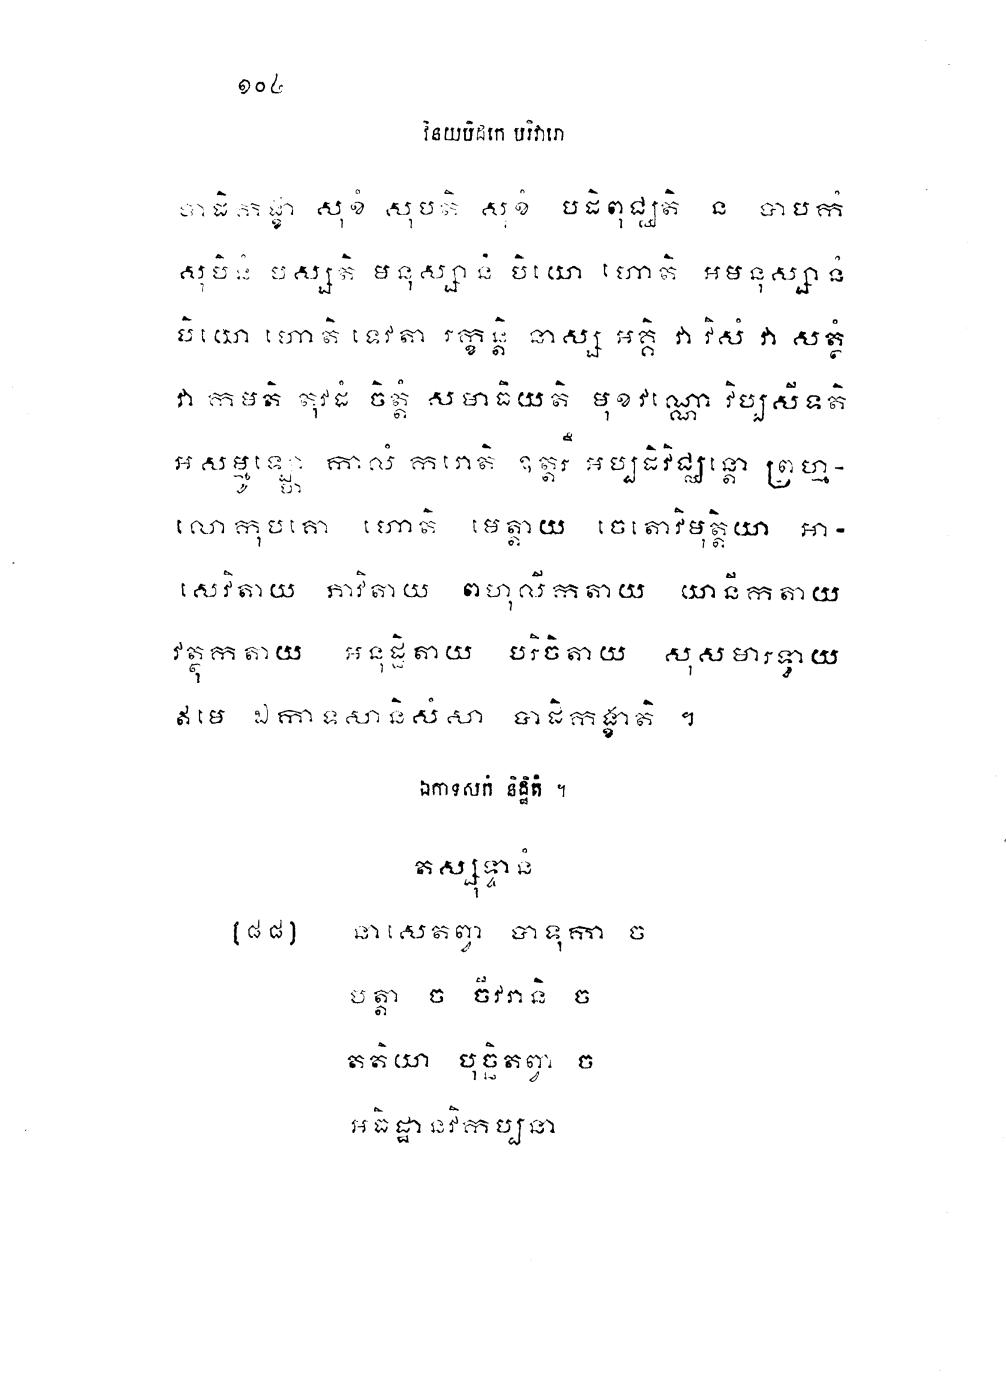 ១០៤
វិនយបិដកេ បរិវារោ
បាដិកង្ខា សុខំ សុបតិ សុខំ បដិពុជ្ឈតិ ន បាបកំ
សុបិនំ បស្សតិ មនុស្សានំ បិយោ ហោតិ អមនុស្សានំ
បិយោ ហោតិ ទេវតា រក្ខន្តិ នាស្ស អគ្គិ វា វិសំ វា សត្ថំ
វា កមតិ តុវដំ ចិត្តំ សមាធិយតិ មុខវណ្ណោ វិប្បសីទតិ
អសម្មូឡ្ហោ កាលំ ករោតិ ឧត្តរឹ អប្បដិវិជ្ឈន្តោ ព្រហ្ម-
លោកុបគោ ហោតិ មេត្តាយ ចេតោវិមុត្តិយា អា-
សេវិតាយ ភាវិតាយ ពហុលីកតាយ យានីកតាយ
វត្ថុកតាយ អនុដ្ឋិតាយ បរិចិតាយ សុសមារទ្ធាយ
ឥមេ ឯកាទសានិសំសា បាដិកង្ខាតិ ។
ឯកាទសកំ និដ្ឋិតំ ។
តស្សុទ្ទានំ
(៨៨) នាសេតព្វា បាទុកា ច
បត្តា ច ចីវរានិ ច
តតិយា បុច្ឆិតព្វា ច
អធិដ្ឋានវិកប្បនា